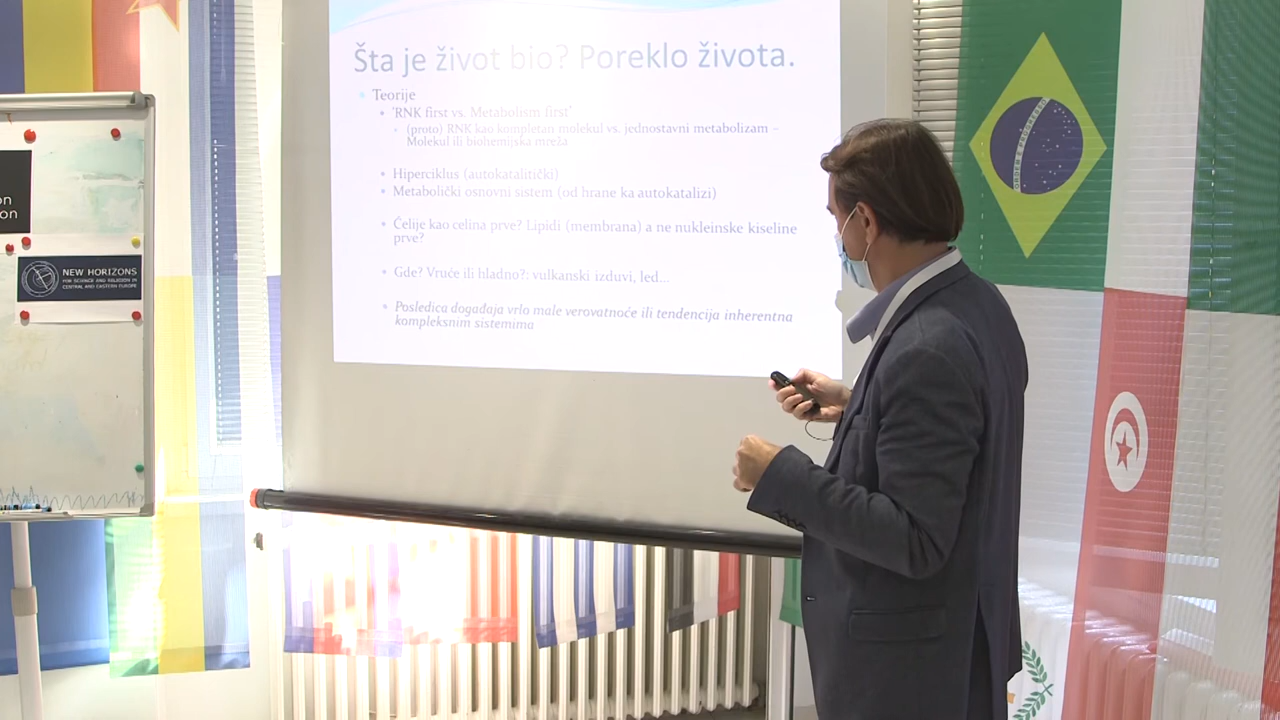 Šta je život bio? Poreklo života.
Teorije
'RNK first vs. Metabolism first'
(proto) RNK kao kompletan molekul vs. jednostavni metabolizam –
Molekul ili biohemijska mreža
Hiperciklus (autokatalitički)
Metabolički osnovni sistem (od hrane ka autokatalizi)
Ćelije kao celina prve? Lipidi (membrana) a ne nukleinske kiseline
prve?
Gde? Vruće ili hladno?: vulkanski izduvi, led...
Posledica događaja vrlo male verovatnoće ili tendencija inherentna
kompleksnim sistemima
on
on
NEW HORIZONS
FOR SCIENCE AND RELIGION IN
CENTRAL AND EASTERN EUROPE
ORDEM E PROGRESSO